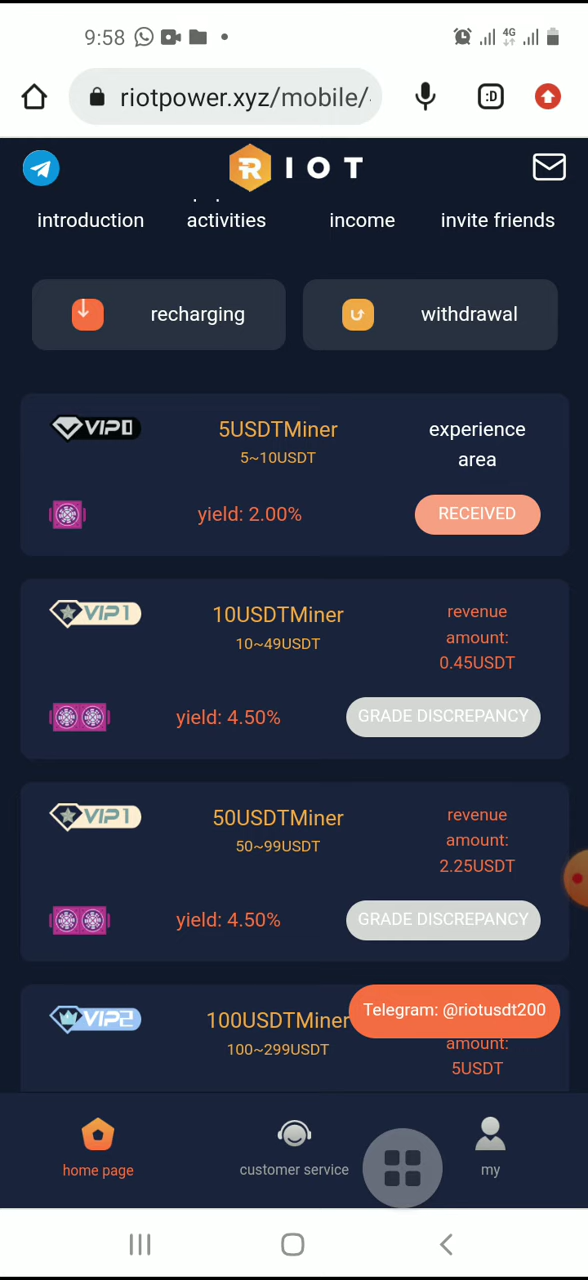 9:58
4G
riotpower.xyz/mobile/
:D
RIOT
introduction
activities
income
invite friends
recharging
withdrawal
VIP0
5USDTMiner
5~10USDT
experience
area
yield: 2.00%
RECEIVED
VIP1
10USDTMiner
10~49USDT
revenue
amount:
0.45USDT
yield: 4.50%
GRADE DISCREPANCY
VIP1
50USDTMiner
50~99USDT
revenue
amount:
2.25USDT
yield: 4.50%
GRADE DISCREPANCY
VIP2
100USDTMiner
100~299USDT
Telegram: @riotusdt200
amount:
5USDT
home page
customer service
my